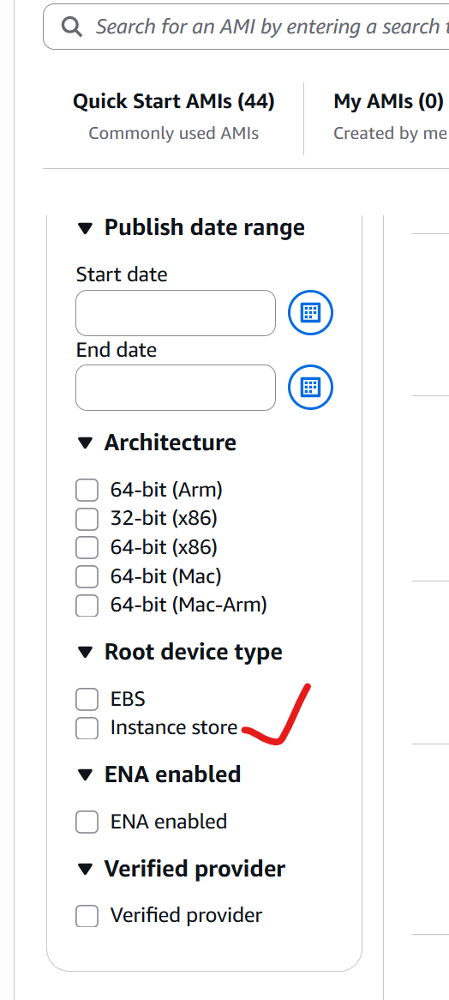 Search for an AMI by entering a search t
Quick Start AMIs (44)
My AMIs (0)
Commonly used AMIs
Created by me
Publish date range
Start date
End date
Architecture
64-bit (Arm)
32-bit (x86)
64-bit (x86)
64-bit (Mac)
64-bit (Mac-Arm)
Root device type
EBS
Instance store
ENA enabled
ENA enabled
Verified provider
Verified provider